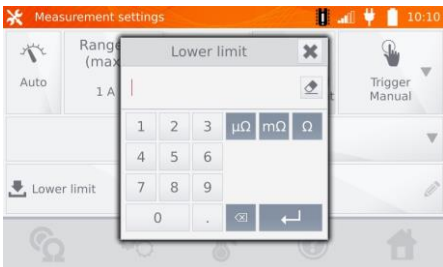 Measurement settings
10:10
Range
(max
Lower limit
Auto
1 A
Trigger
Manual
t
1 2 3 μΩ mΩ Ω
4 5 6
Lower limit
7 8 9
0 .
Ω